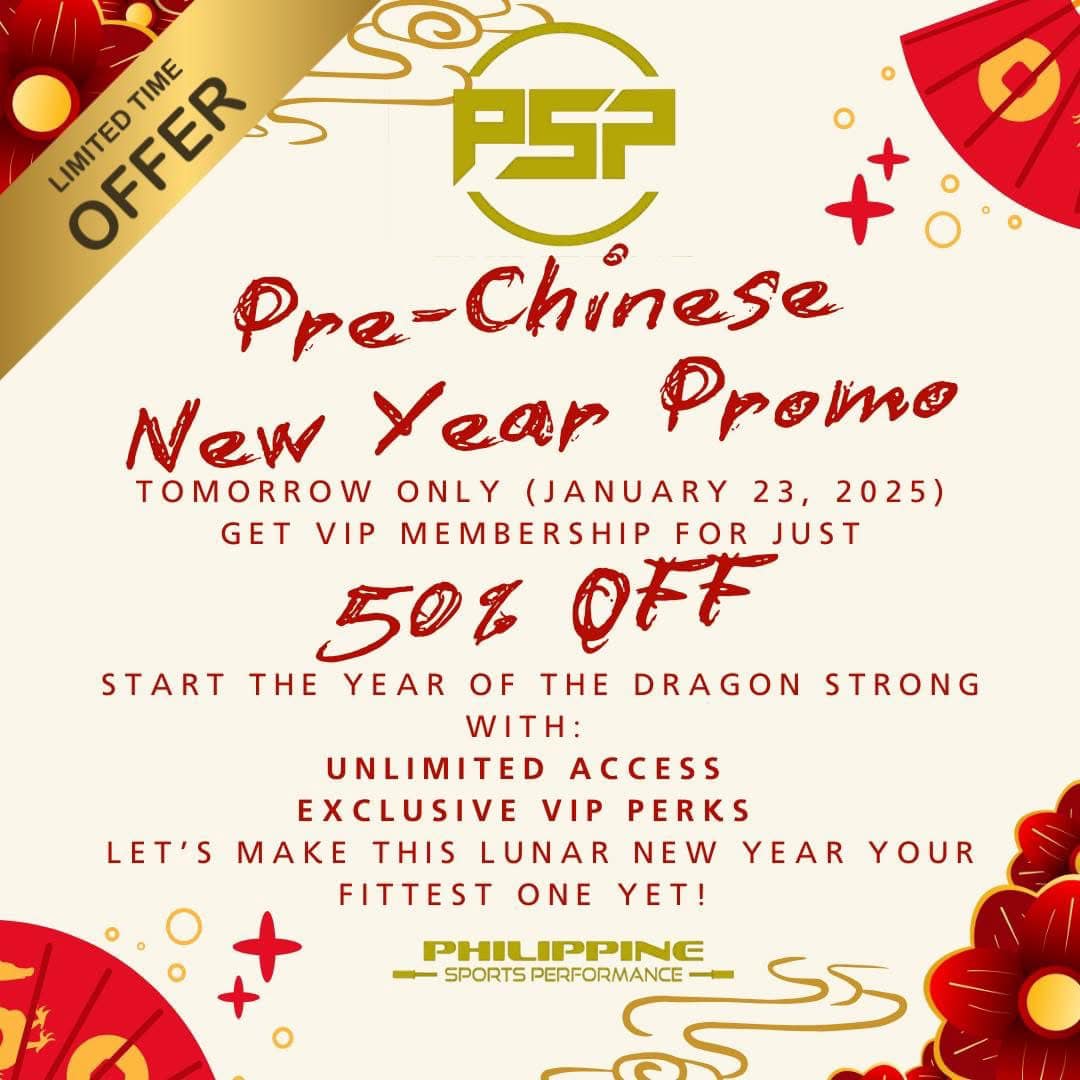 LIMITED TIME
OFFER
PSP
Pre-Chinese
New Year Promo
TOMORROW ONLY (JANUARY 23, 2025)
GET VIP MEMBERSHIP FOR JUST
50% OFF
START THE YEAR OF THE DRAGON STRONG
WITH:
UNLIMITED ACCESS
EXCLUSIVE VIP PERKS
LET’S MAKE THIS LUNAR NEW YEAR YOUR
FITTEST ONE YET!
PHILIPPINE
SPORTS PERFORMANCE